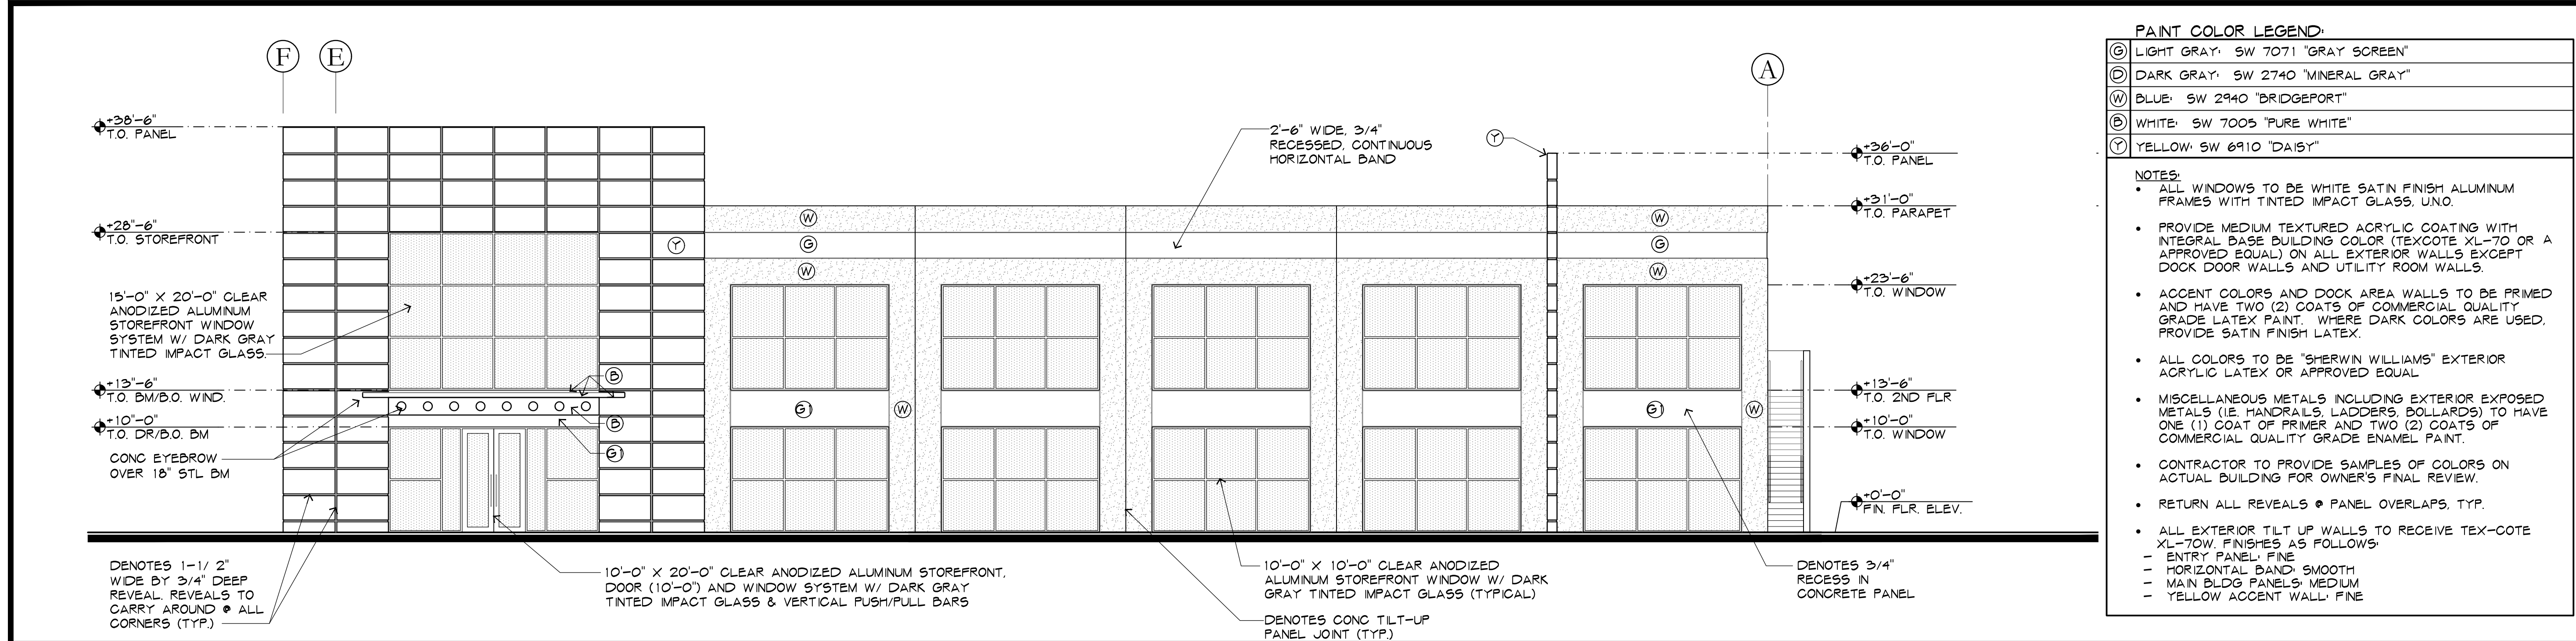 F
E
A
+38'-6"
T.O. PANEL
+28'-6"
T.O. STOREFRONT
15'-0" X 20'-0" CLEAR
ANODIZED ALUMINUM
STOREFRONT WINDOW
SYSTEM W/ DARK GRAY
TINTED IMPACT GLASS.
+13'-6"
T.O. BM/B.O. WIND.
+10'-0"
T.O. DR/B.O. BM
CONC EYEBROW
OVER 18" STL BM
DENOTES 1-1/ 2"
WIDE BY 3/4" DEEP
REVEAL. REVEALS TO
CARRY AROUND @ ALL
CORNERS (TYP.)
Y
B
B
G1
2'-6" WIDE, 3/4"
RECESSED, CONTINUOUS
HORIZONTAL BAND
Y
W
G
W
G1
W
W
G
W
G1
W
10'-0" X 20'-0" CLEAR ANODIZED ALUMINUM STOREFRONT,
DOOR (10'-0") AND WINDOW SYSTEM W/ DARK GRAY
TINTED IMPACT GLASS & VERTICAL PUSH/PULL BARS
10'-0" X 10'-0" CLEAR ANODIZED
ALUMINUM STOREFRONT WINDOW W/ DARK
GRAY TINTED IMPACT GLASS (TYPICAL)
DENOTES CONC TILT-UP
PANEL JOINT (TYP.)
DENOTES 3/4"
RECESS IN
CONCRETE PANEL
+36'-0"
T.O. PANEL
+31'-0"
T.O. PARAPET
+23'-6"
T.O. WINDOW
+13'-6"
T.O. 2ND FLR
+10'-0"
T.O. WINDOW
+0'-0"
FIN. FLR. ELEV.
PAINT COLOR LEGEND:
G LIGHT GRAY: SW 7071 "GRAY SCREEN"
D DARK GRAY: SW 2740 "MINERAL GRAY"
W BLUE: SW 2940 "BRIDGEPORT"
B WHITE: SW 7005 "PURE WHITE"
Y YELLOW: SW 6910 "DAISY"
NOTES:
• ALL WINDOWS TO BE WHITE SATIN FINISH ALUMINUM
FRAMES WITH TINTED IMPACT GLASS, U.N.O.
• PROVIDE MEDIUM TEXTURED ACRYLIC COATING WITH
INTEGRAL BASE BUILDING COLOR (TEXCOTE XL-70 OR A
APPROVED EQUAL) ON ALL EXTERIOR WALLS EXCEPT
DOCK DOOR WALLS AND UTILITY ROOM WALLS.
• ACCENT COLORS AND DOCK AREA WALLS TO BE PRIMED
AND HAVE TWO (2) COATS OF COMMERCIAL QUALITY
GRADE LATEX PAINT. WHERE DARK COLORS ARE USED,
PROVIDE SATIN FINISH LATEX.
• ALL COLORS TO BE "SHERWIN WILLIAMS" EXTERIOR
ACRYLIC LATEX OR APPROVED EQUAL
• MISCELLANEOUS METALS INCLUDING EXTERIOR EXPOSED
METALS (I.E. HANDRAILS, LADDERS, BOLLARDS) TO HAVE
ONE (1) COAT OF PRIMER AND TWO (2) COATS OF
COMMERCIAL QUALITY GRADE ENAMEL PAINT.
• CONTRACTOR TO PROVIDE SAMPLES OF COLORS ON
ACTUAL BUILDING FOR OWNER'S FINAL REVIEW.
• RETURN ALL REVEALS @ PANEL OVERLAPS, TYP.
• ALL EXTERIOR TILT UP WALLS TO RECEIVE TEX-COTE
XL-70W. FINISHES AS FOLLOWS:
- ENTRY PANEL: FINE
- HORIZONTAL BAND: SMOOTH
- MAIN BLDG PANELS: MEDIUM
- YELLOW ACCENT WALL: FINE